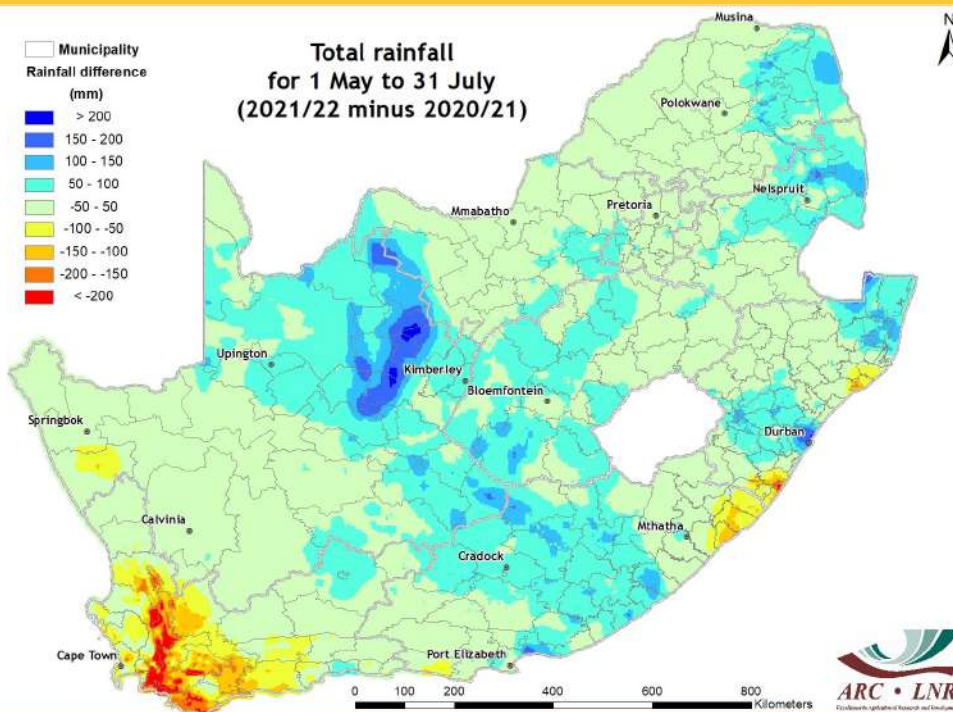 Total rainfall
for 1 May to 31 July
(2021/22 minus 2020/21)
Municipality
Rainfall difference
(mm)
> 200
150 - 200
100 - 150
50 - 100
-50 - 50
-100 - -50
-150 - -100
-200 - -150
< -200
N
Musina
Polokwane
Nelspruit
Pretoria
Mmabatho
Upington
Kimberley
Bloemfontein
Springbok
Durban
Calvinia
Mthatha
Cradock
Cape Town
Port Elizabeth
0 100 200 400 600 800
Kilometers
ARC • LNR